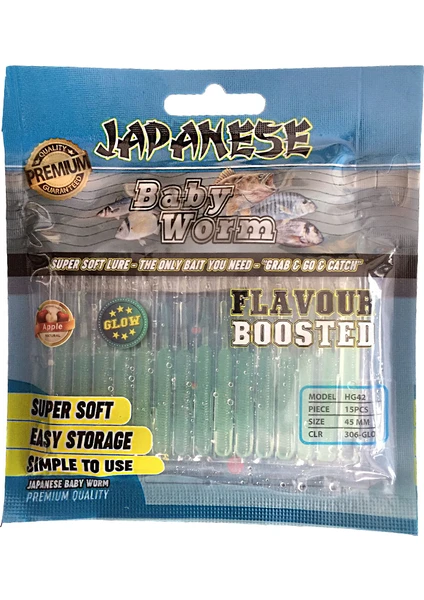 JAPANESE
QUALITY
PREMIUM
GUARANTEED
Baby
Worm
SUPER SOFT LURE - THE ONLY BAIT YOU NEED - "GRAB & GO & CATCH"
Apple
GLOW
FLAVOUR
BOOSTED
MODEL HG42
PIECE 15PCS
SIZE 45 MM
CLR 306-GLO
SUPER SOFT
EASY STORAGE
SIMPLE TO USE
JAPANESE BABY WORM
PREMIUM QUALITY